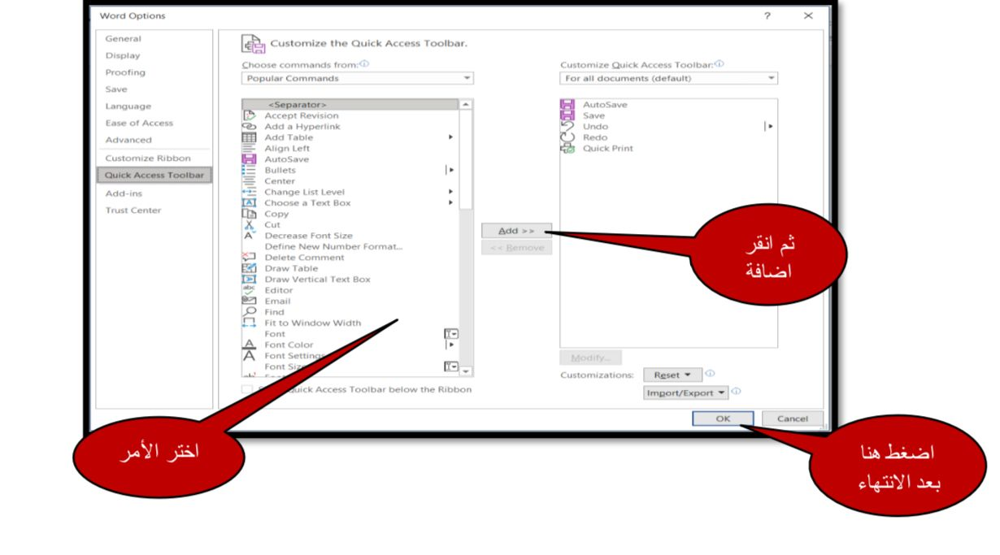 Word Options
?
General
Display
Proofing
Save
Language
Ease of Access
Advanced
Customize Ribbon
Quick Access Toolbar
Add-ins
Trust Center
Customize the Quick Access Toolbar.
Choose commands from:
Popular Commands
<Separator>
Accept Revision
Add a Hyperlink
Add Table
Align Left
AutoSave
Bullets
Center
Change List Level
Choose a Text Box
Copy
Cut
Decrease Font Size
Define New Number Format...
Delete Comment
Draw Table
Draw Vertical Text Box
Editor
Email
Find
Fit to Window Width
Font
Font Color
Font Settings
Font Size
Quick Access Toolbar below the Ribbon
Add >>
<< Remove
Customize Quick Access Toolbar:
For all documents (default)
AutoSave
Save
Undo
Redo
Quick Print
Modify...
Customizations:
Reset
Import/Export
OK
Cancel
ثم انقر
اضافة
اختر الأمر
اضغط هنا
بعد الانتهاء